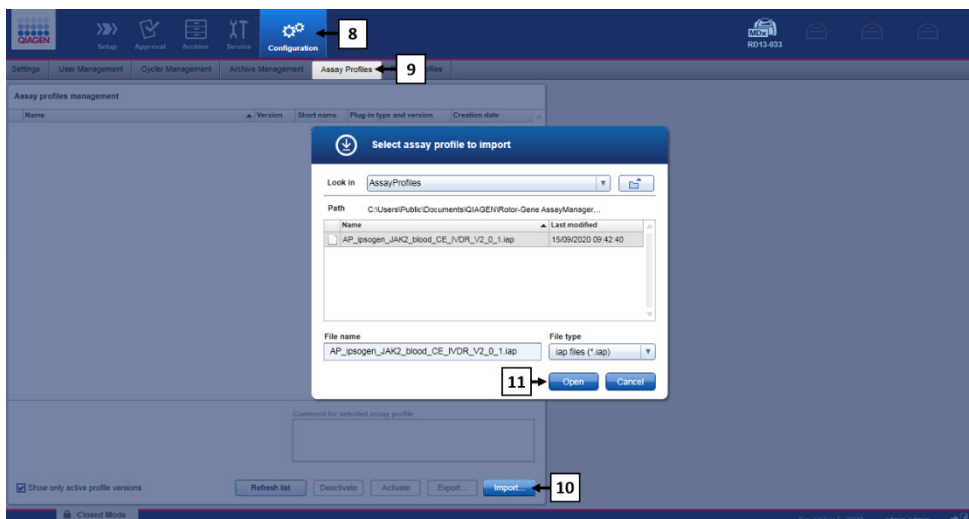 QIAGEN
Setup
Approval
Archive
Service
Configuration
8
MDx
RD13-033
Settings
User Management
Cycler Management
Archive Management
Assay Profiles
9
Assay profiles management
Name
Version
Short name
Plug-in type and version
Creation date
Select assay profile to import
Look in
AssayProfiles
Path
C:\Users\Public\Documents\QIAGEN\Rotor-Gene AssayManager...
Name
Last modified
AP_ipsogen_JAK2_blood_CE_IVDR_V2_0_1.iap
15/09/2020 09:42:40
File name
File type
AP_ipsogen_JAK2_blood_CE_IVDR_V2_0_1.iap
iap files (*.iap)
11
Open
Cancel
Comment for selected assay profile
Show only active profile versions
Refresh list
Deactivate
Activate
Export...
Import...
10
Closed Mode